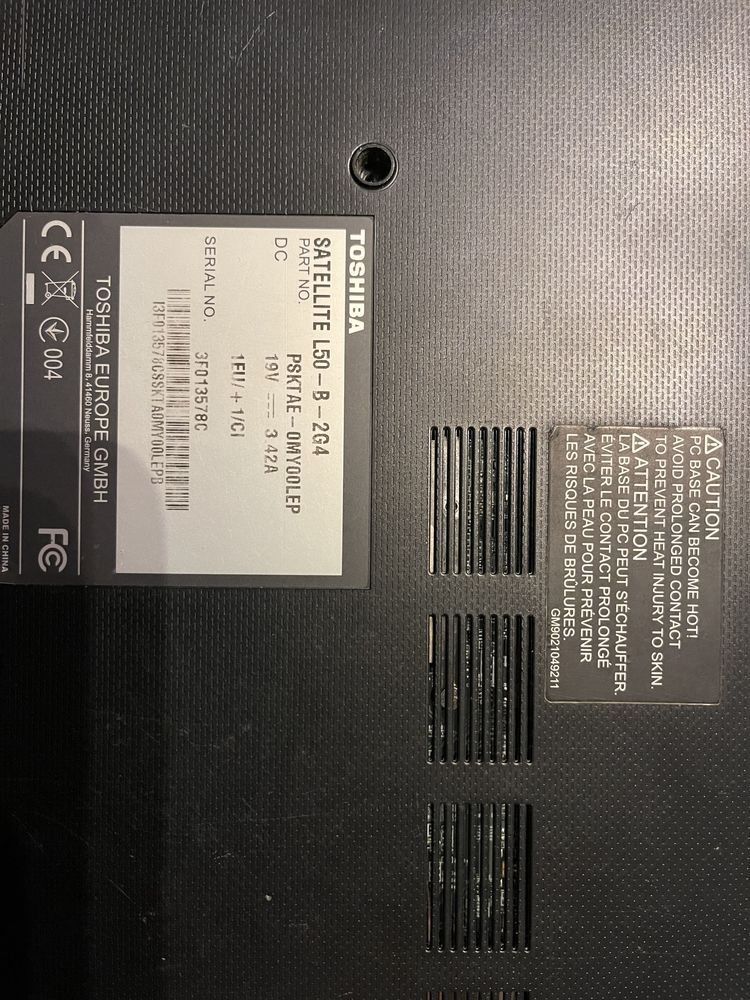 TOSHIBA
SATELLITE L50-B-2G4
PART NO. PSKTAE-0MY00LEP
DC 19V 3.42A
SERIAL NO. 3F013578C
TOSHIBA EUROPE GMBH
Hammfelddamm 8, 41460 Neuss, Germany
CE 004 FC
MADE IN CHINA
CAUTION
PC BASE CAN BECOME HOT!
AVOID PROLONGED CONTACT
TO PREVENT HEAT INJURY TO SKIN.
ATTENTION
LA BASE DU PC PEUT S'ÉCHAUFFER.
ÉVITER LE CONTACT PROLONGÉ
AVEC LA PEAU POUR PRÉVENIR
LES RISQUES DE BRÛLURES.
GM9021049211